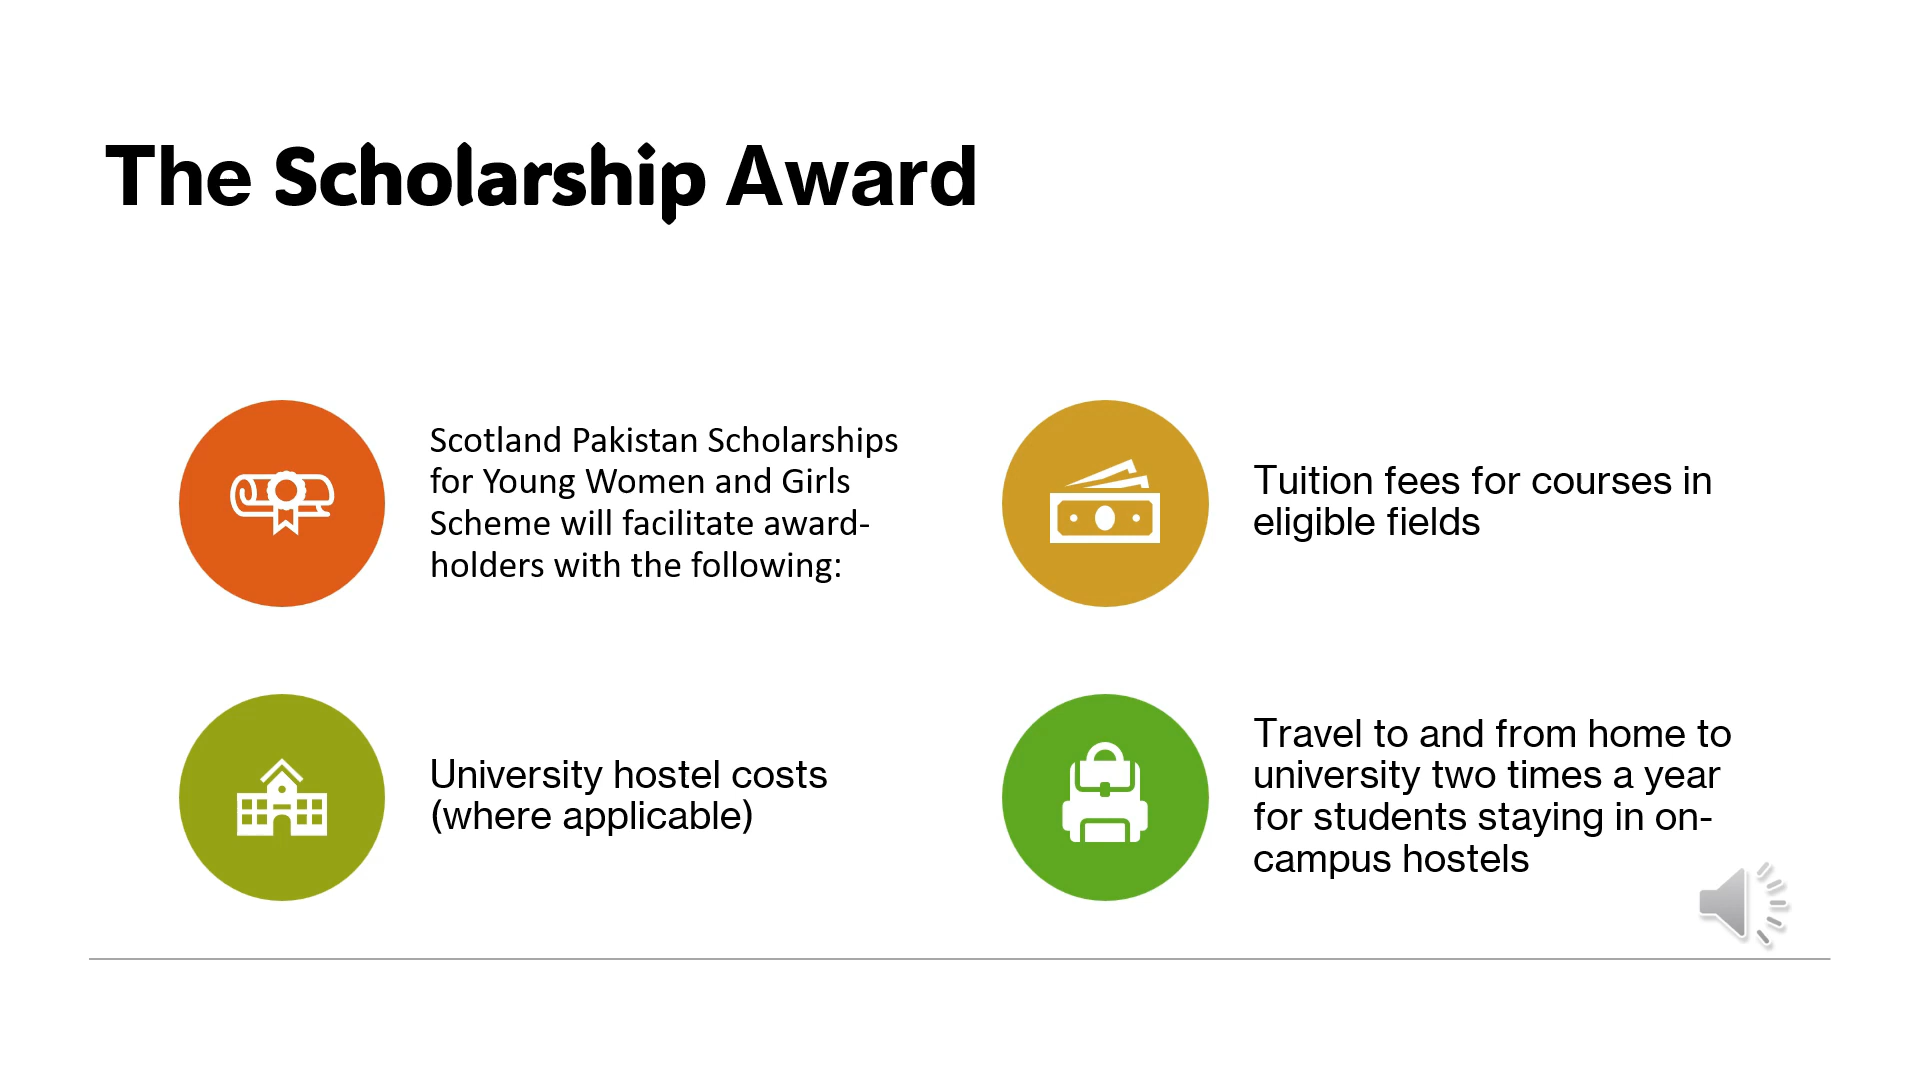 The Scholarship Award
Scotland Pakistan Scholarships
for Young Women and Girls
Scheme will facilitate award-
holders with the following:
Tuition fees for courses in
eligible fields
University hostel costs
(where applicable)
Travel to and from home to
university two times a year
for students staying in on-
campus hostels